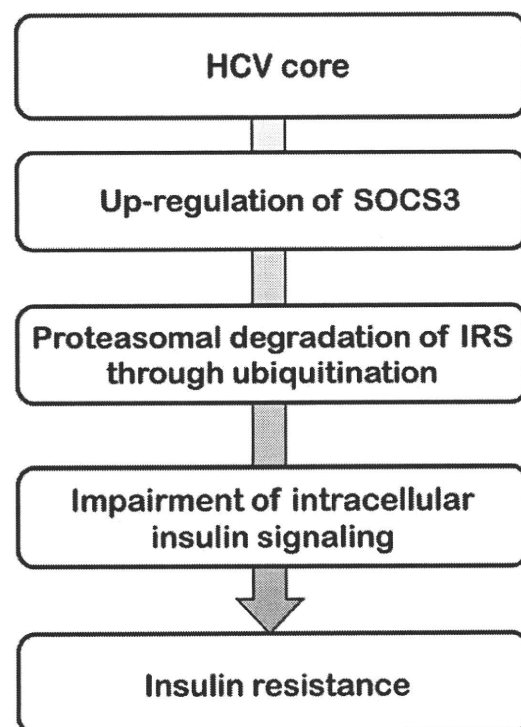 HCV core
Up-regulation of SOCS3
Proteasomal degradation of IRS
through ubiquitination
Impairment of intracellular
insulin signaling
Insulin resistance